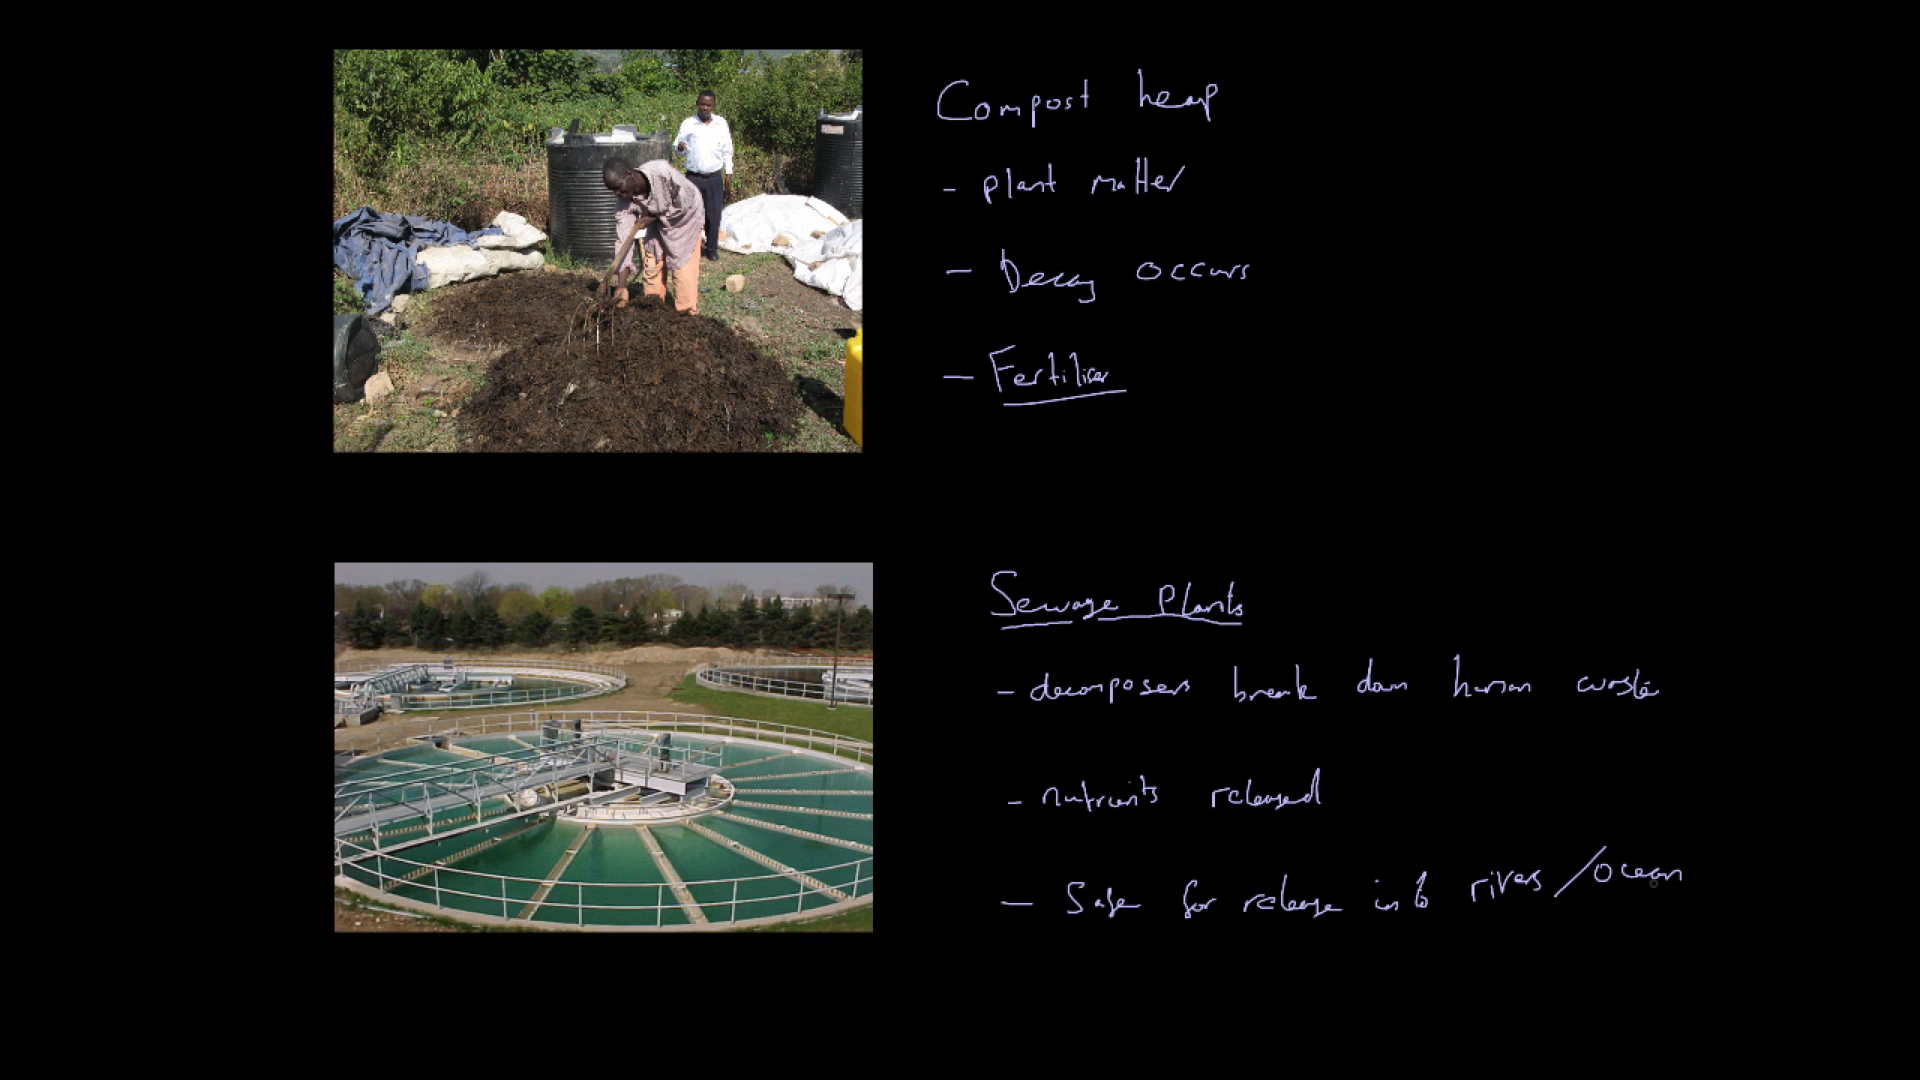 Compost heap
- plant matter
- Decay occurs
- Fertiliser
Sewage Plants
- decomposers break down human waste
- nutrients released
- Safe for release into rivers/ocean